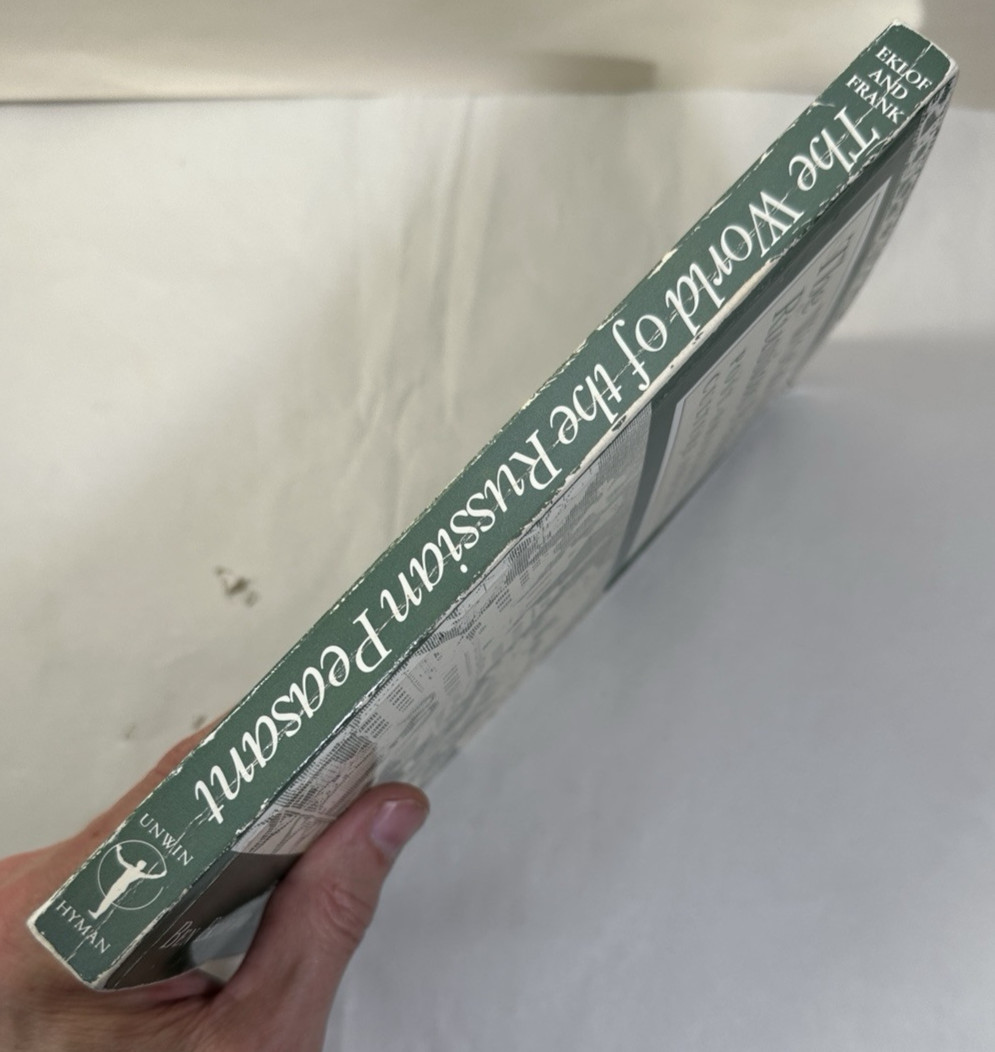 EKLOF
AND
FRANK
The World of the Russian Peasant
UNWIN
HYMAN